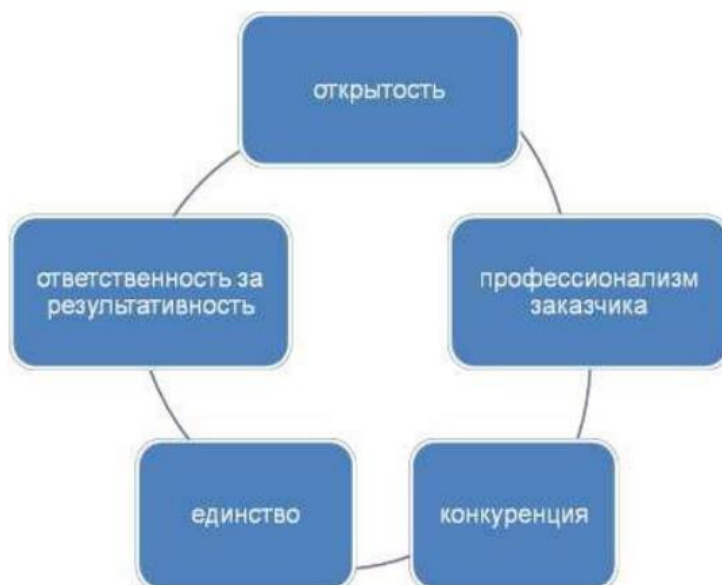 открытость
профессионализм
заказчика
конкуренция
единство
ответственность за
результативность